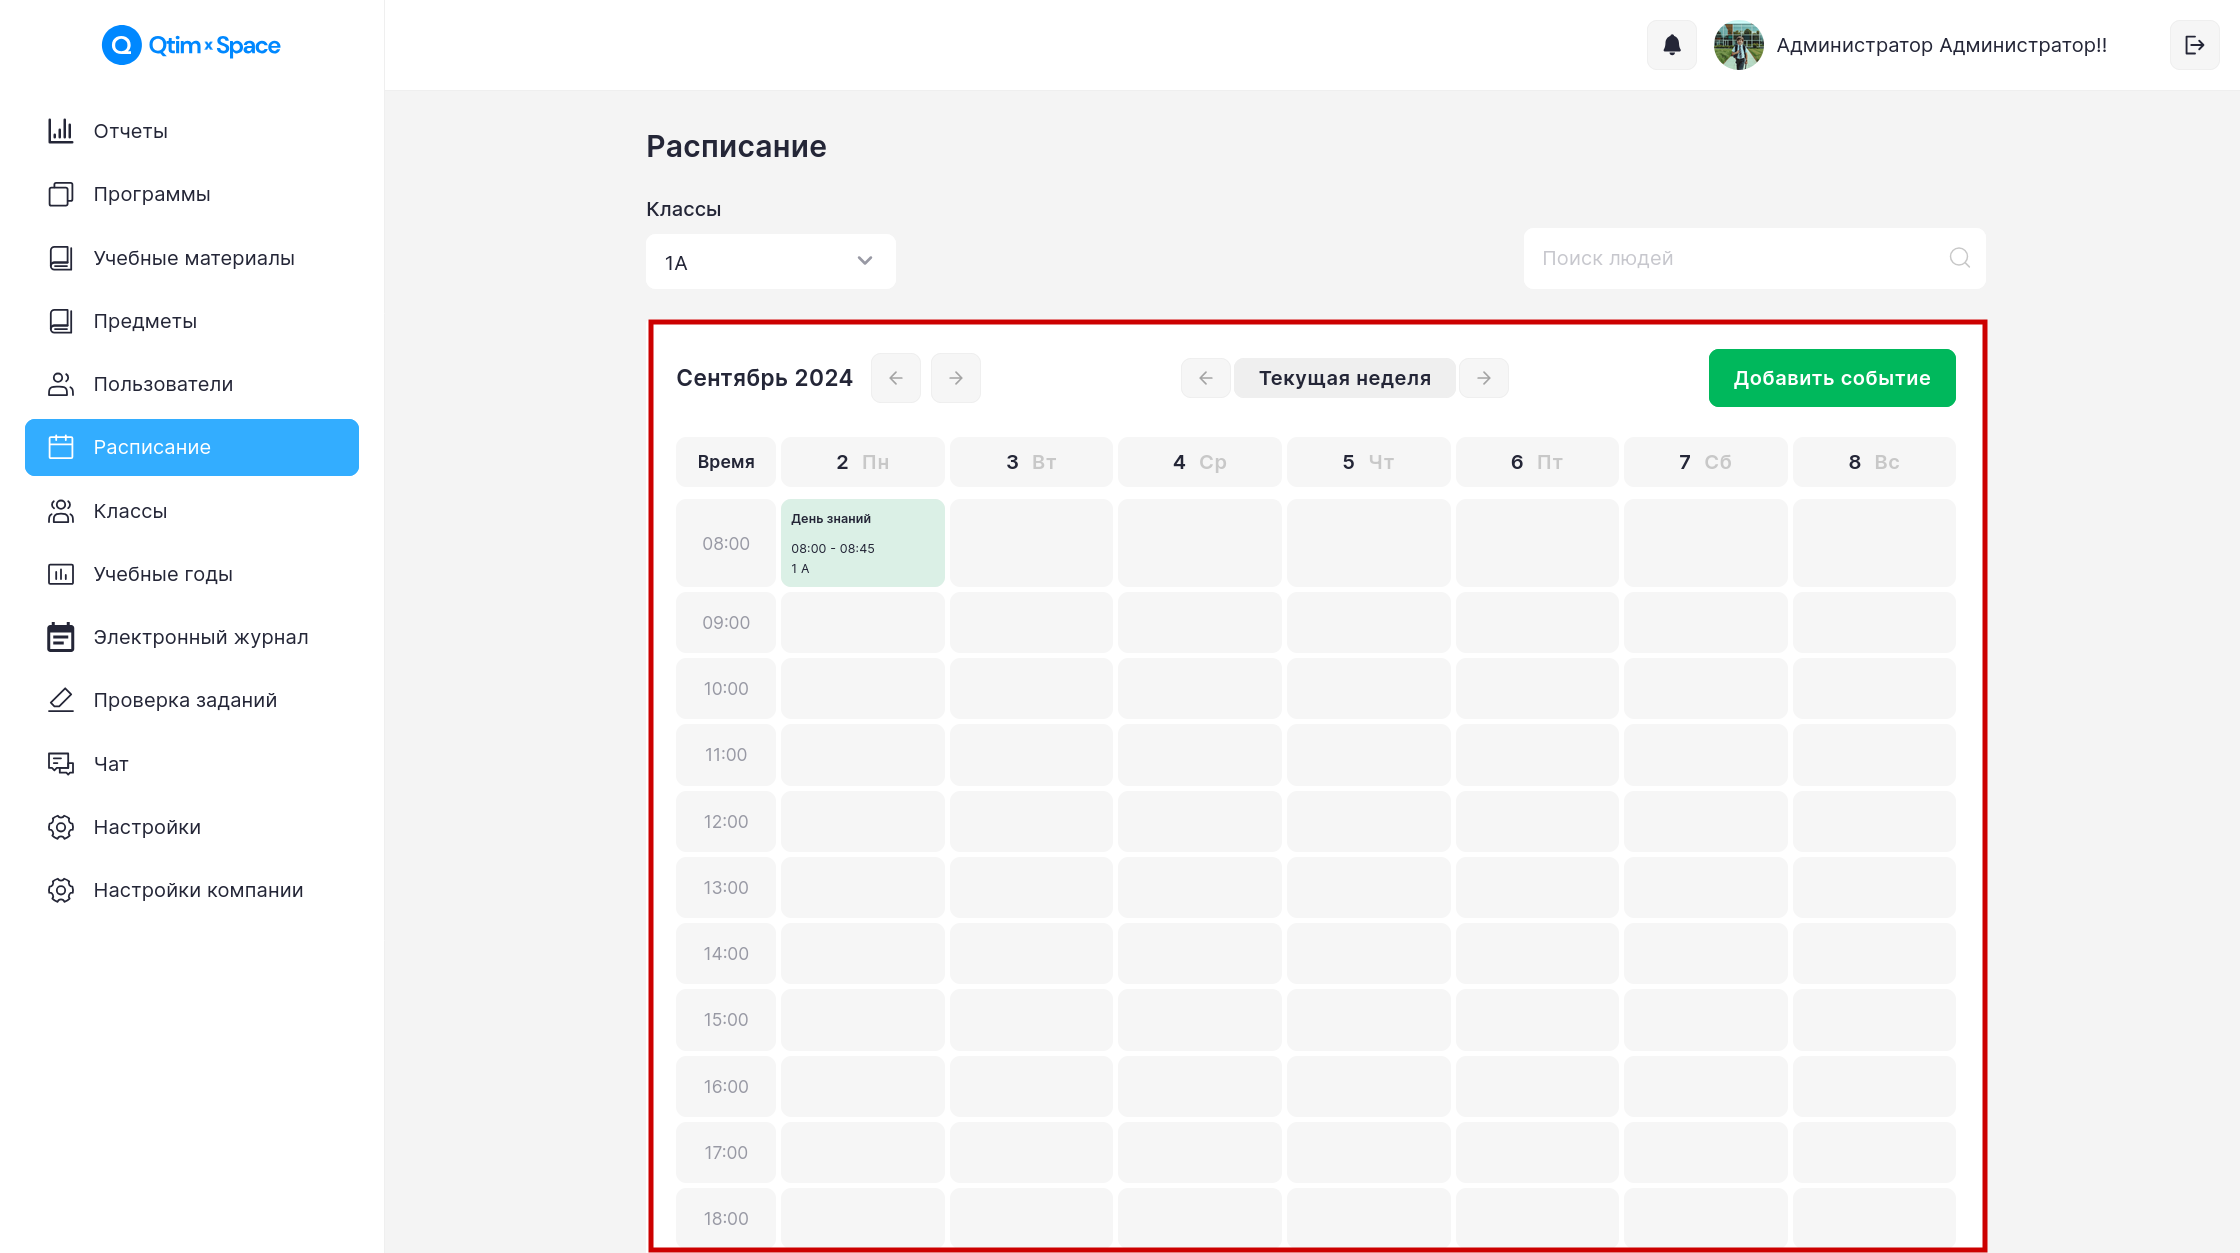 Qtim × Space
Администратор Администратор!!
Отчеты
Программы
Учебные материалы
Предметы
Пользователи
Расписание
Классы
Учебные годы
Электронный журнал
Проверка заданий
Чат
Настройки
Настройки компании
Расписание
Классы
1А
Поиск людей
Сентябрь 2024
Текущая неделя
Добавить событие
Время 2 Пн 3 Вт 4 Ср 5 Чт 6 Пт 7 Сб 8 Вс
08:00
День знаний
08:00 - 08:45
1 А
09:00
10:00
11:00
12:00
13:00
14:00
15:00
16:00
17:00
18:00